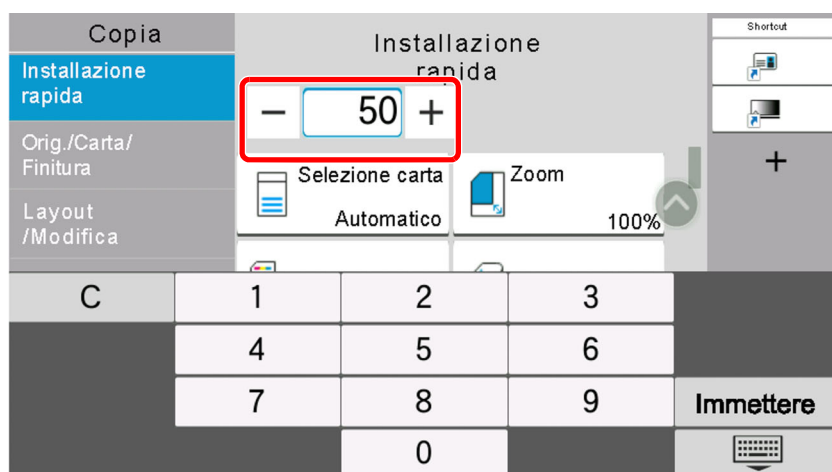 Copia
Installazione
rapida
Orig./Carta/
Finitura
Layout
/Modifica
Installazione
rapida
− 50 +
Selezione carta
Automatico
Zoom
100%
Shortcut
+
C 1 2 3
4 5 6
7 8 9 Immettere
0